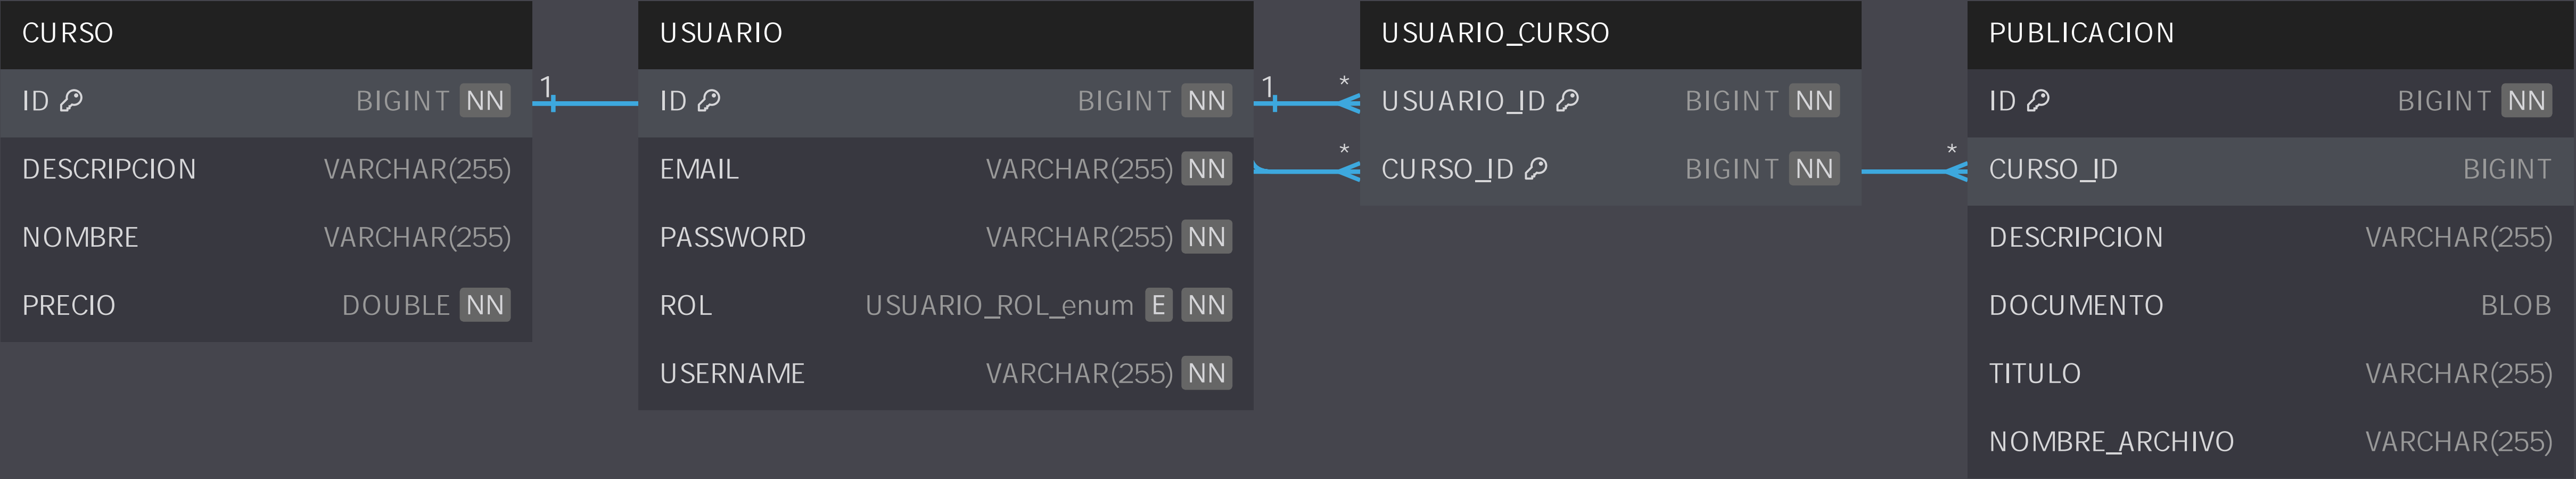 CURSO
ID BIGINT NN
DESCRIPCION VARCHAR(255)
NOMBRE VARCHAR(255)
PRECIO DOUBLE NN
1
USUARIO
ID BIGINT NN
EMAIL VARCHAR(255) NN
PASSWORD VARCHAR(255) NN
ROL USUARIO_ROL_enum E NN
USERNAME VARCHAR(255) NN
1 *
*
USUARIO_CURSO
USUARIO_ID BIGINT NN
CURSO_ID BIGINT NN
*
PUBLICACION
ID BIGINT NN
CURSO_ID BIGINT
DESCRIPCION VARCHAR(255)
DOCUMENTO BLOB
TITULO VARCHAR(255)
NOMBRE_ARCHIVO VARCHAR(255)